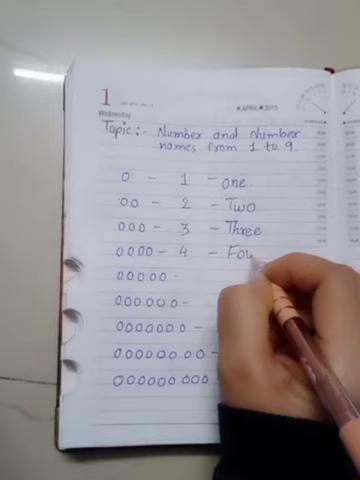 1
APRIL 2015
Wednesday
Topic:- Number and Number
names from 1 to 9.
0 - 1 - one
00 - 2 - Two
000 - 3 - Three
0000 - 4 - Fou
00000 -
000000 -
0000000 -
00000000 -
000000000